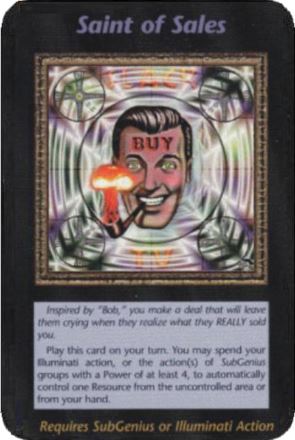 Saint of Sales
SLACK
BUY
Inspired by "Bob," you make a deal that will leave
them crying when they realize what they REALLY sold
you.
Play this card on your turn. You may spend your
Illuminati action, or the action(s) of SubGenius
groups with a Power of at least 4, to automatically
control one Resource from the uncontrolled area or
from your hand.
Requires SubGenius or Illuminati Action